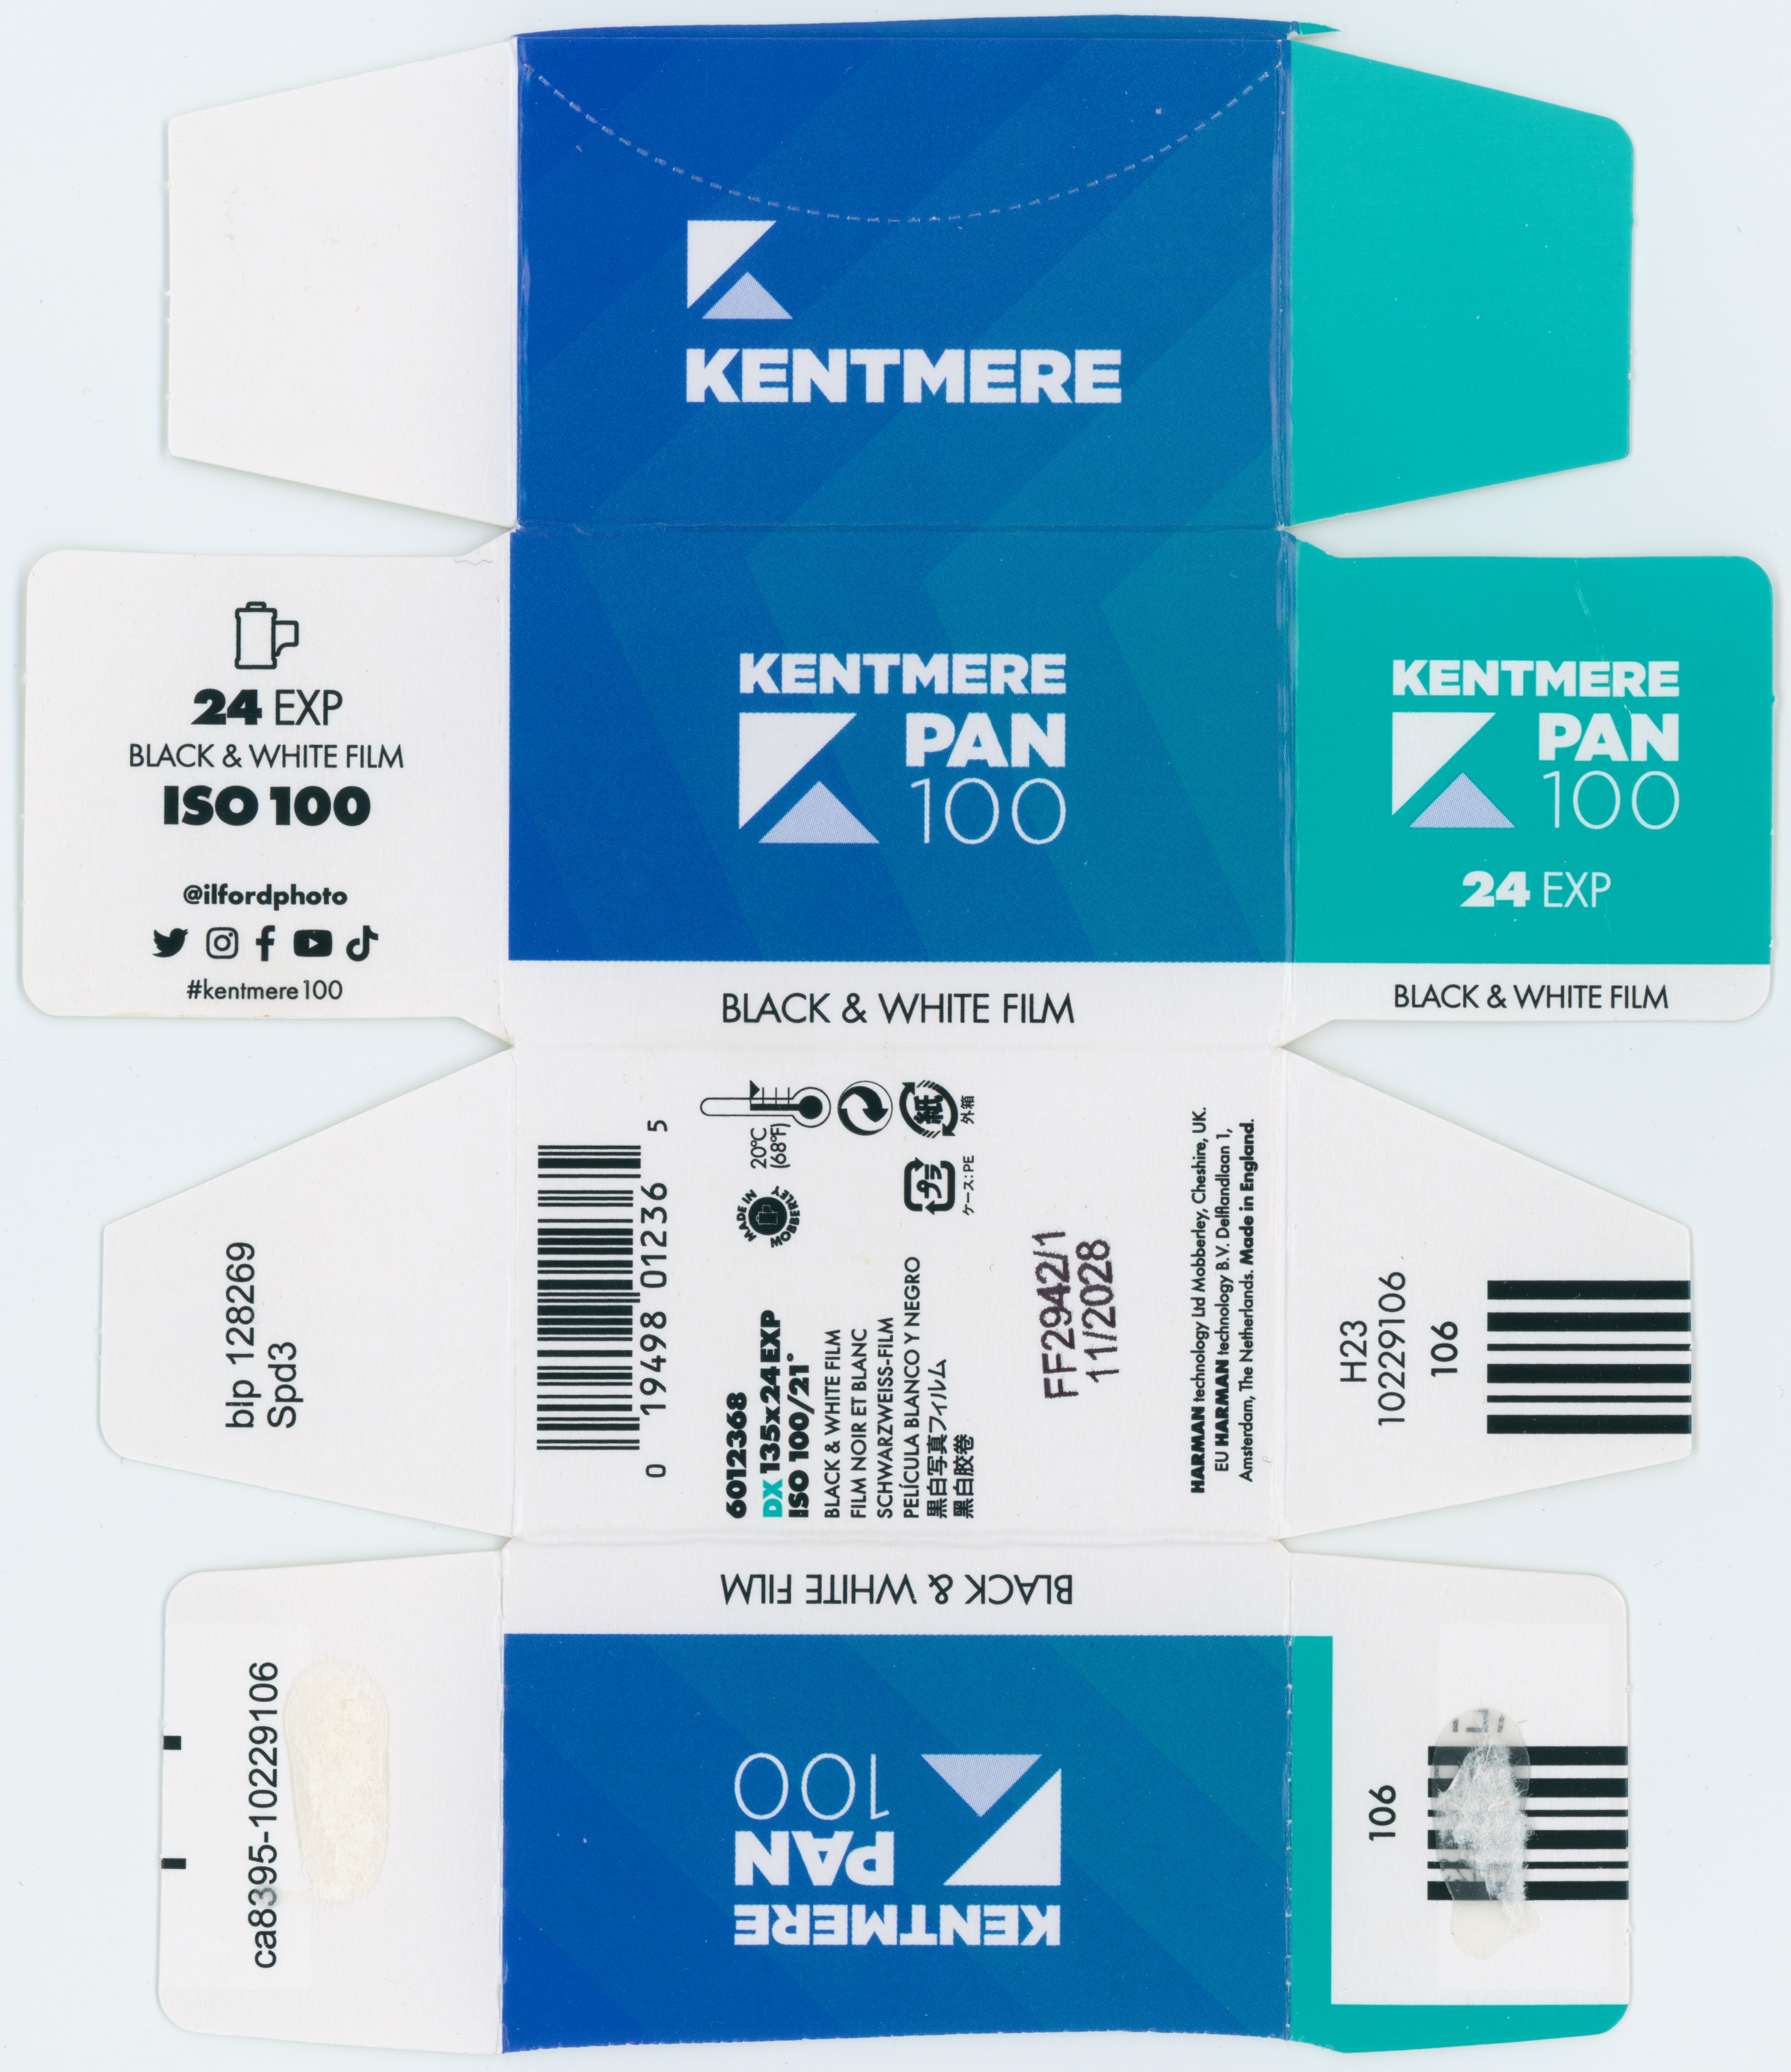 KENTMERE
24 EXP
BLACK & WHITE FILM
ISO 100
@ilfordphoto
#kentmere100
KENTMERE
PAN
100
BLACK & WHITE FILM
KENTMERE
PAN
100
24 EXP
BLACK & WHITE FILM
blp 128269
Spd3
0 19498 01236 5
20°C
(68°F)
MADE IN
MOBBERLEY
紙
外箱
プラ
ケース:PE
6012368
DX 135x24 EXP
ISO 100/21°
BLACK & WHITE FILM
FILM NOIR ET BLANC
SCHWARZWEISS-FILM
PELÍCULA BLANCO Y NEGRO
黒白写真フィルム
黑白胶卷
FF2942/1
11/2028
HARMAN technology Ltd Mobberley, Cheshire, UK.
EU HARMAN technology B.V. Delflandlaan 1,
Amsterdam, The Netherlands. Made in England.
H23
10229106
106
BLACK & WHITE FILM
KENTMERE
PAN
100
ca8395-10229106
106